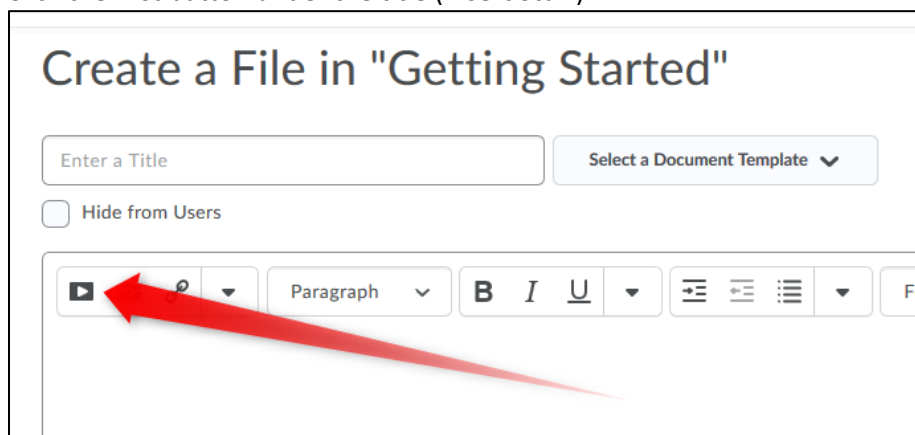 Create a File in "Getting Started"
Enter a Title
Select a Document Template
Hide from Users
Paragraph
B I U
F